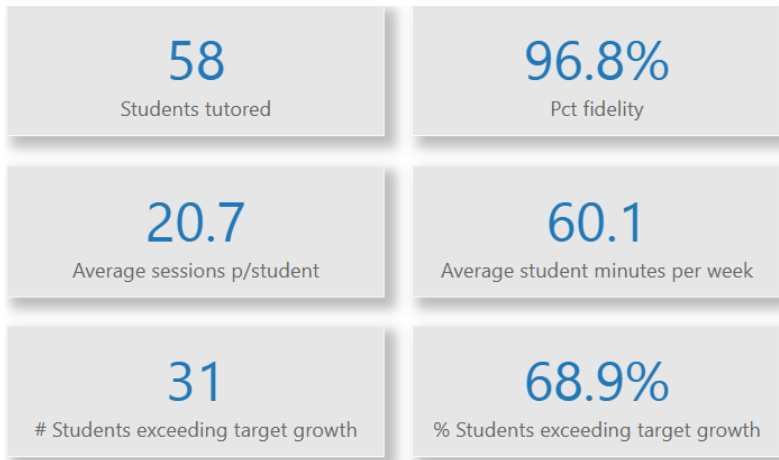 58
Students tutored
96.8%
Pct fidelity
20.7
Average sessions p/student
60.1
Average student minutes per week
31
# Students exceeding target growth
68.9%
% Students exceeding target growth